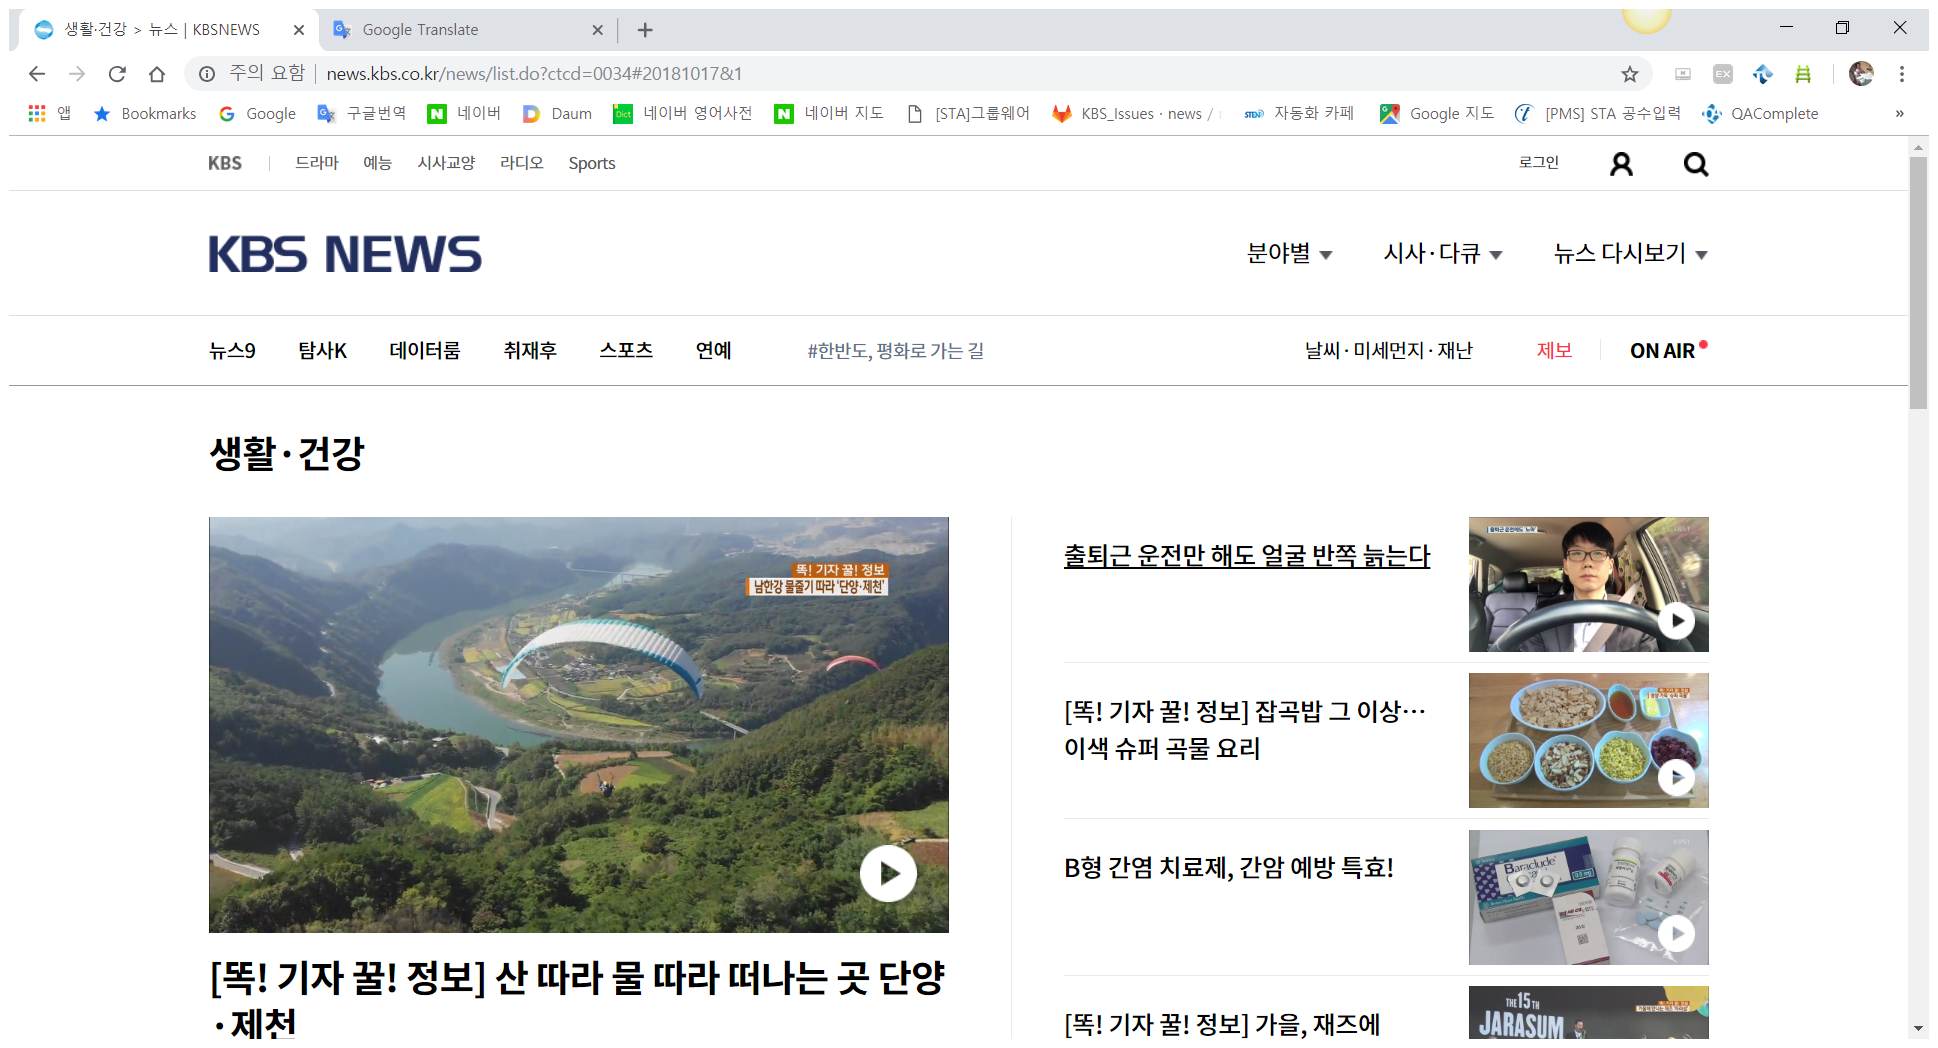 생활·건강 > 뉴스 | KBSNEWS
Google Translate
주의 요함 | news.kbs.co.kr/news/list.do?ctcd=0034#20181017&1
앱
Bookmarks
Google
구글번역
네이버
Daum
네이버 영어사전
네이버 지도
[STA]그룹웨어
KBS_Issues · news /
자동화 카페
Google 지도
[PMS] STA 공수입력
QAComplete
»
KBS
드라마
예능
시사교양
라디오
Sports
로그인
KBS NEWS
분야별
시사·다큐
뉴스 다시보기
뉴스9
탐사K
데이터룸
취재후
스포츠
연예
#한반도, 평화로 가는 길
날씨·미세먼지·재난
제보
ON AIR
생활·건강
똑! 기자 꿀! 정보
남한강 물줄기 따라 '단양·제천'
[똑! 기자 꿀! 정보] 산 따라 물 따라 떠나는 곳 단양
·제천
출퇴근 운전만 해도 얼굴 반쪽 늙는다
[똑! 기자 꿀! 정보] 잡곡밥 그 이상…
이색 슈퍼 곡물 요리
B형 간염 치료제, 간암 예방 특효!
Baraclude
[똑! 기자 꿀! 정보] 가을, 재즈에
THE 15TH
JARASUM